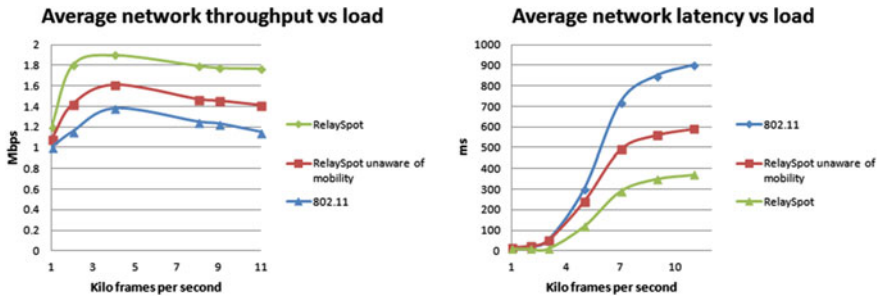 Average network throughput vs load
2
1.8
1.6
1.4
1.2
1
0.8
0.6
0.4
0.2
0
Mbps
1 3 5 7 9 11
Kilo frames per second
RelaySpot
RelaySpot unaware of
mobility
802.11
Average network latency vs load
1000
900
800
700
600
500
400
300
200
100
0
ms
1 4 7 10
Kilo frames per second
802.11
RelaySpot unaware of
mobility
RelaySpot